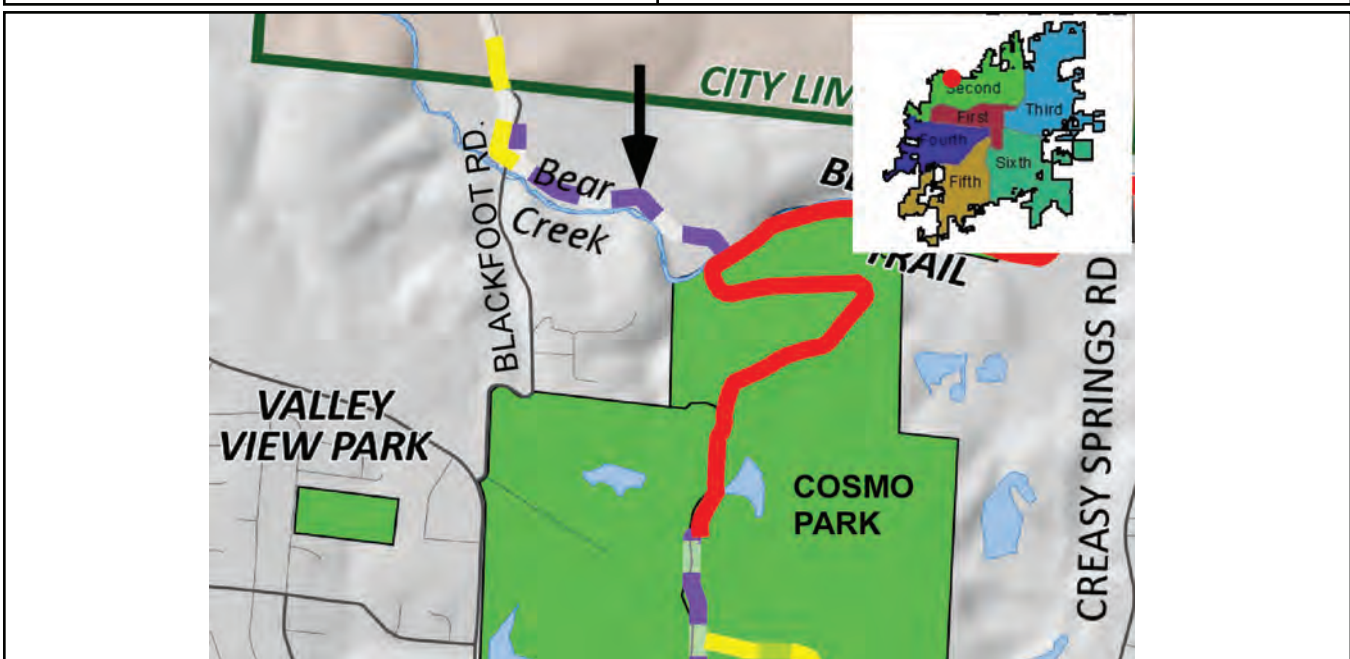 CITY LIM
BLACKFOOT RD.
Bear
Creek
Second
Third
First
Fourth
Sixth
Fifth
TRAIL
CREASY SPRINGS RD
VALLEY
VIEW PARK
COSMO
PARK